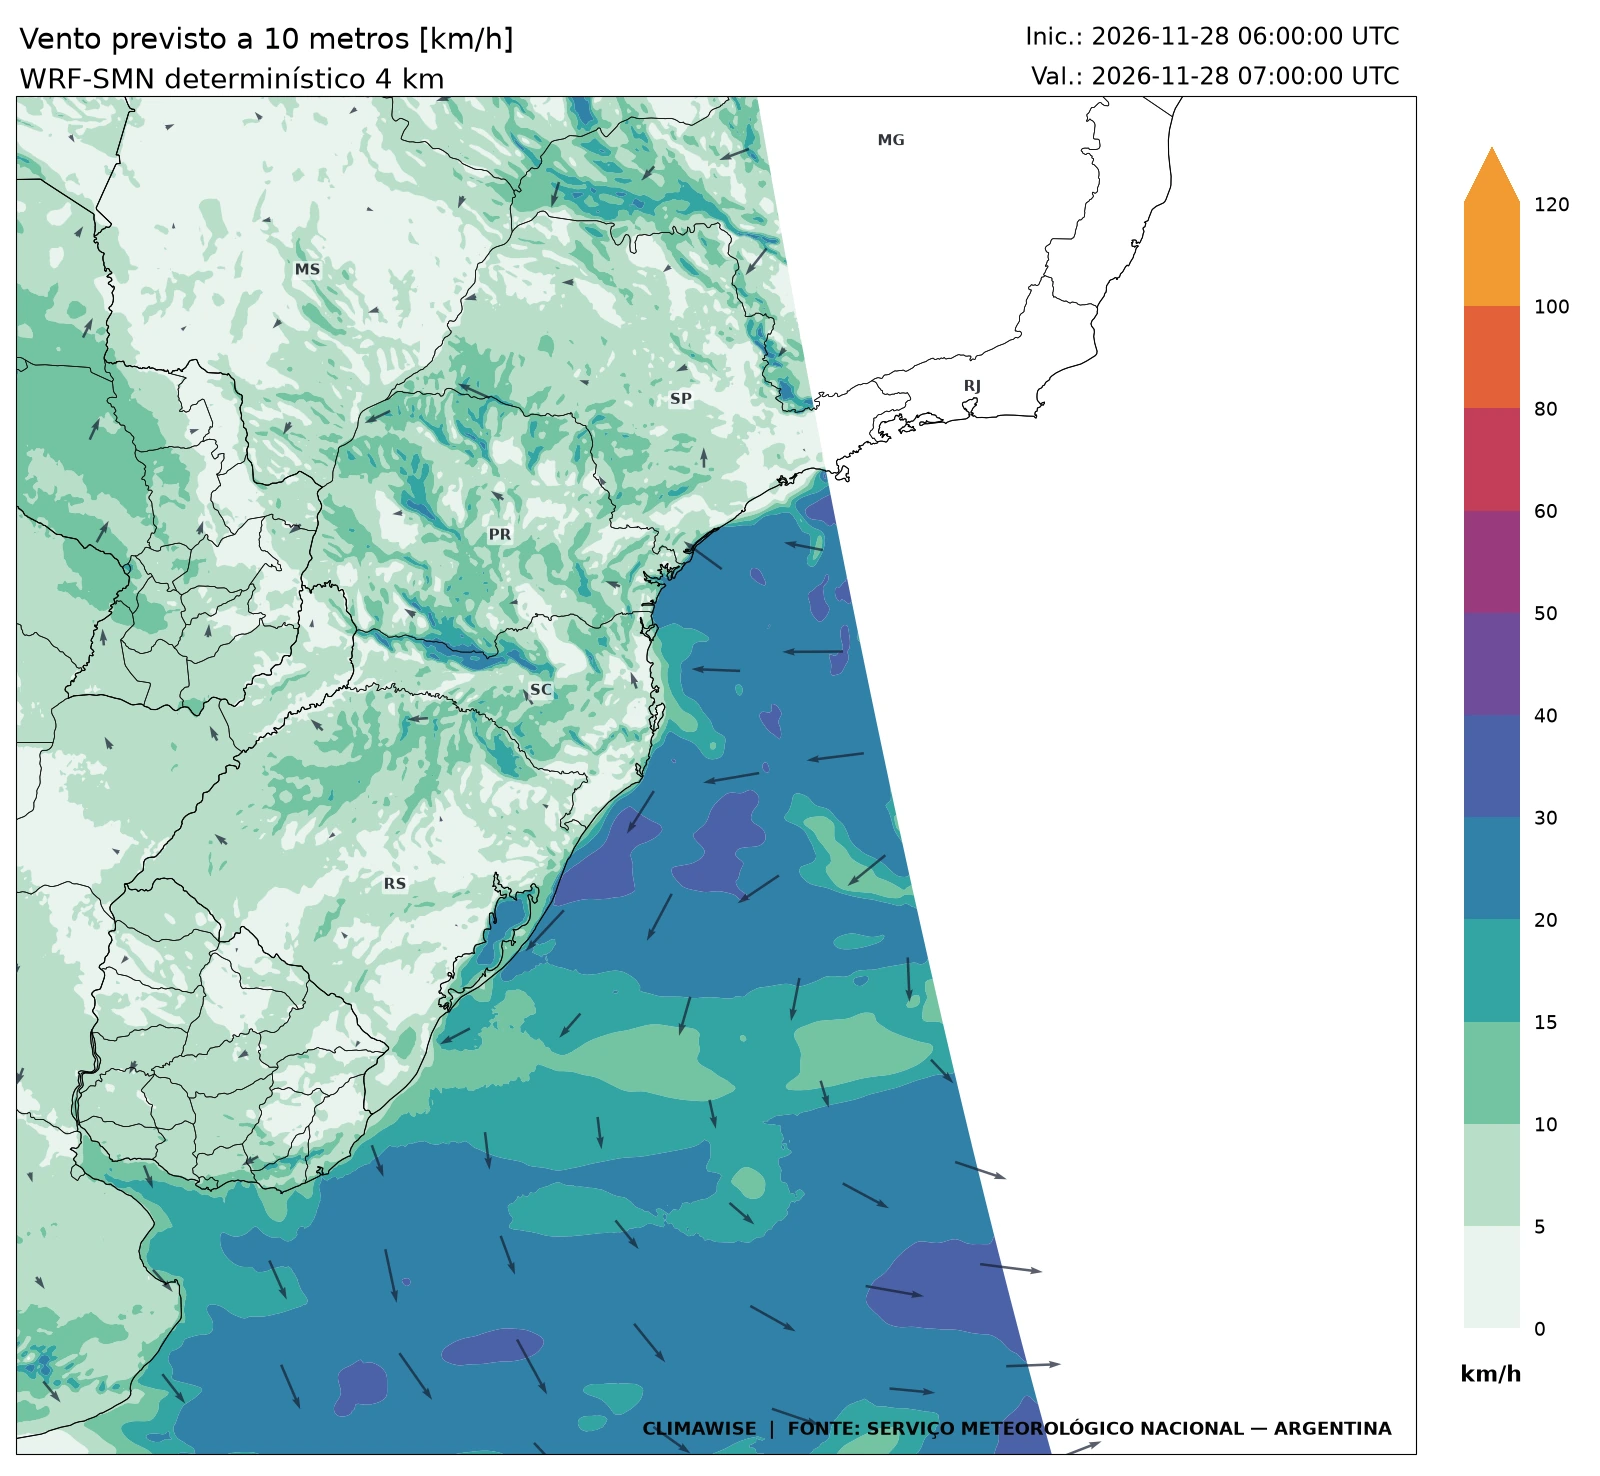 Vento previsto a 10 metros [km/h]
WRF-SMN determinístico 4 km
Inic.: 2026-11-28 06:00:00 UTC
Val.: 2026-11-28 07:00:00 UTC
MG
MS
RJ
SP
PR
SC
RS
120
100
80
60
50
40
30
20
15
10
5
0
km/h
CLIMAWISE | FONTE: SERVIÇO METEOROLÓGICO NACIONAL — ARGENTINA